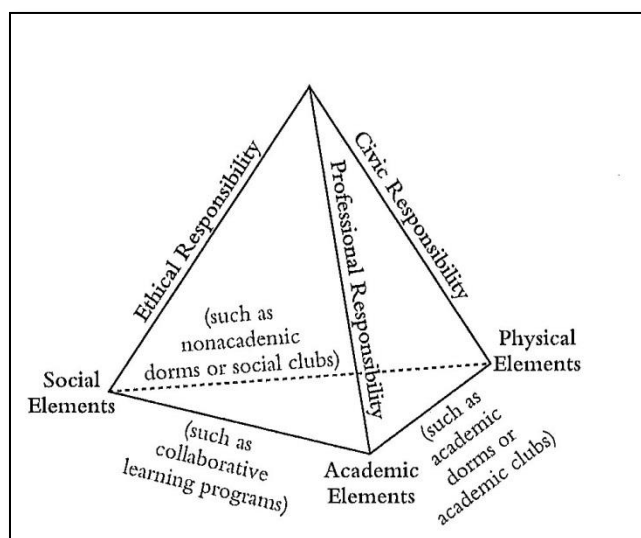 Ethical Responsibility
Professional Responsibility
Civic Responsibility
(such as
nonacademic
dorms or social clubs)
Physical
Elements
Social
Elements
(such as
collaborative
learning programs)
Academic
Elements
(such as
academic
dorms or
academic clubs)